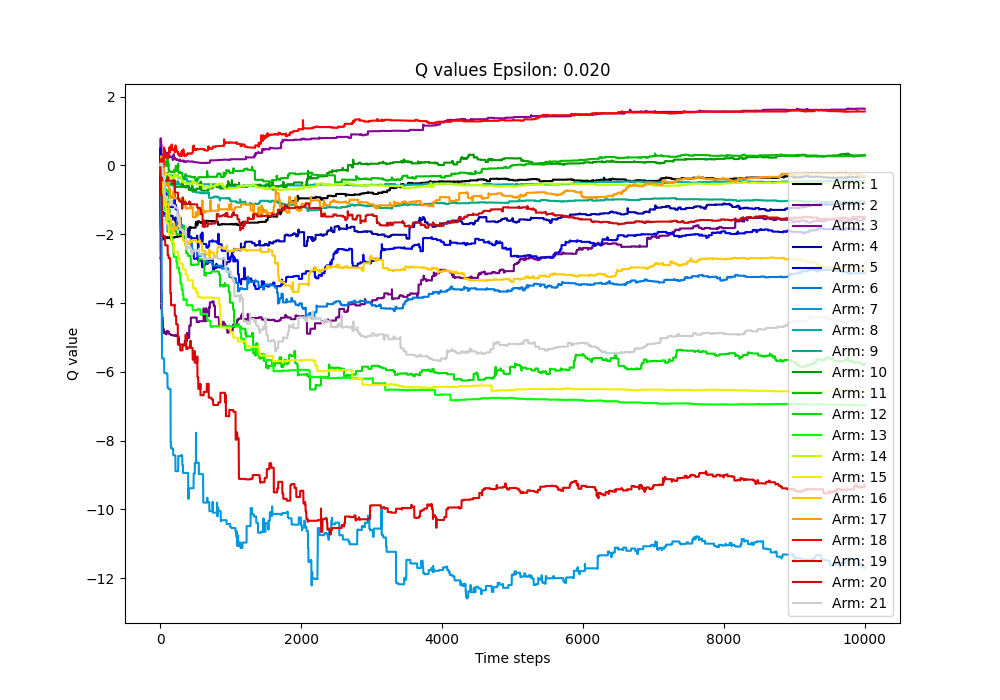 Q values Epsilon: 0.020
2
0
−2
−4
−6
−8
−10
−12
Q value
0
2000
4000
6000
8000
10000
Time steps
Arm: 1
Arm: 2
Arm: 3
Arm: 4
Arm: 5
Arm: 6
Arm: 7
Arm: 8
Arm: 9
Arm: 10
Arm: 11
Arm: 12
Arm: 13
Arm: 14
Arm: 15
Arm: 16
Arm: 17
Arm: 18
Arm: 19
Arm: 20
Arm: 21